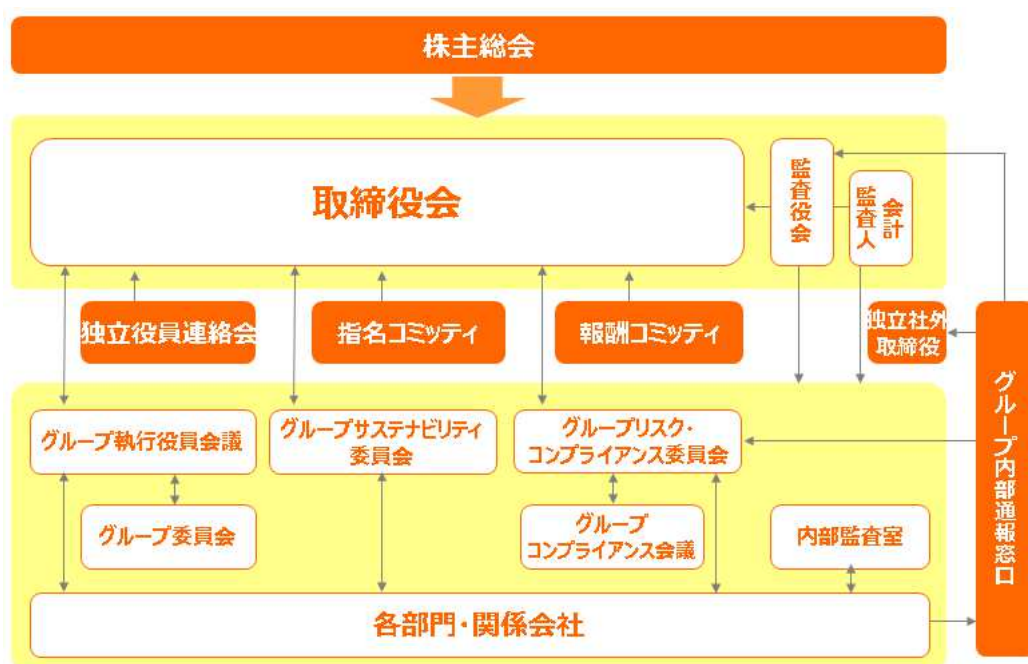 株主総会
取締役会
監査役会
会計
監査人
独立役員連絡会
指名コミッティ
報酬コミッティ
独立社外
取締役
グループ執行役員会議
グループサステナビリティ
委員会
グループリスク・
コンプライアンス委員会
グループ委員会
グループ
コンプライアンス会議
内部監査室
各部門・関係会社
グループ内部通報窓口